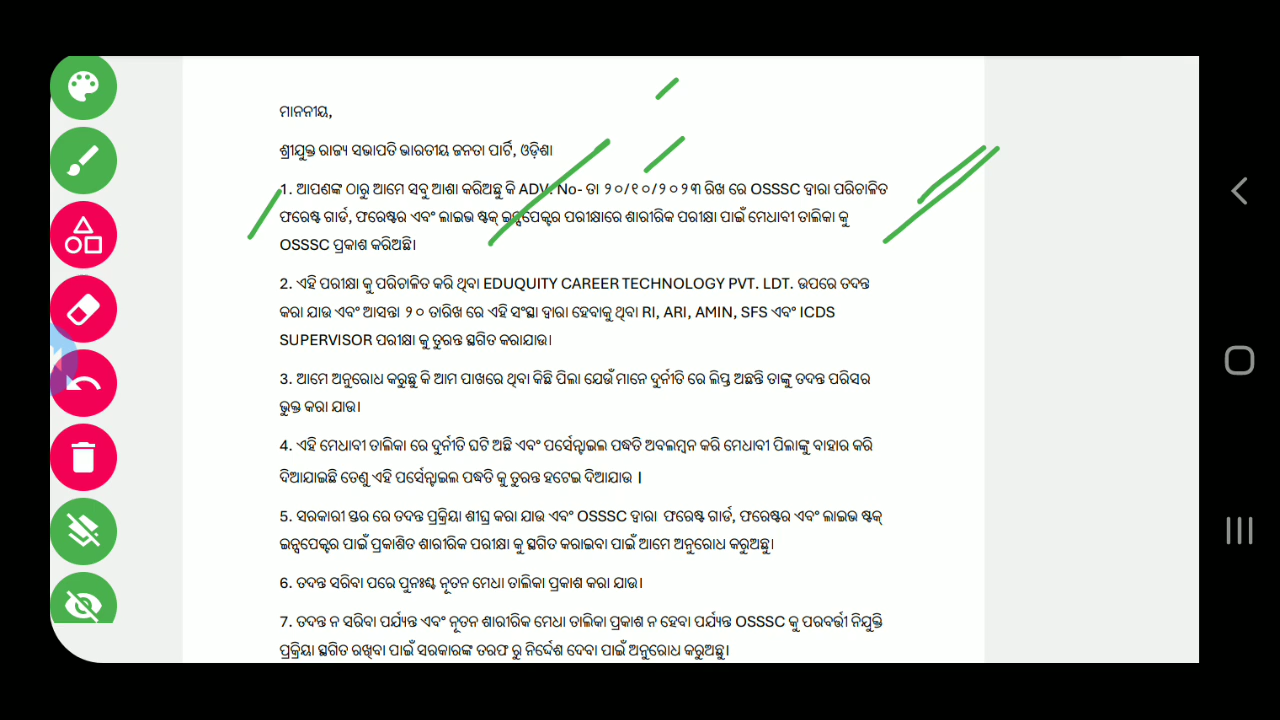 ମାନନୀୟ,
ଶ୍ରୀଯୁକ୍ତ ରାଜ୍ୟ ସଭାପତି ଭାରତୀୟ ଜନତା ପାର୍ଟି, ଓଡ଼ିଶା
1. ଆପଣଙ୍କ ଠାରୁ ଆମେ ସବୁ ଆଶା କରିଅଛୁ କି ADV. No- ତା ୨୦/୧୦/୨୦୨୩ ରିଖ ରେ OSSSC ଦ୍ଵାରା ପରିଚାଳିତ
ଫରେଷ୍ଟ ଗାର୍ଡ, ଫରେଷ୍ଟର ଏବଂ ଲାଇଭ ଷ୍ଟକ୍ ଇନ୍ସପେକ୍ଟର ପରୀକ୍ଷାରେ ଶାରୀରିକ ପରୀକ୍ଷା ପାଇଁ ମେଧାବୀ ତାଲିକା କୁ
OSSSC ପ୍ରକାଶ କରିଅଛି।
2. ଏହି ପରୀକ୍ଷା କୁ ପରିଚାଳିତ କରି ଥିବା EDUQUITY CAREER TECHNOLOGY PVT. LDT. ଉପରେ ତଦନ୍ତ
କରା ଯାଉ ଏବଂ ଆସନ୍ତା ୨୦ ତାରିଖ ରେ ଏହି ସଂସ୍ଥା ଦ୍ଵାରା ହେବାକୁ ଥିବା RI, ARI, AMIN, SFS ଏବଂ ICDS
SUPERVISOR ପରୀକ୍ଷା କୁ ତୁରନ୍ତ ସ୍ଥଗିତ କରାଯାଉ।
3. ଆମେ ଅନୁରୋଧ କରୁଛୁ କି ଆମ ପାଖରେ ଥିବା କିଛି ପିଲା ଯେଉଁ ମାନେ ଦୁର୍ନୀତି ରେ ଲିପ୍ତ ଅଛନ୍ତି ତାଙ୍କୁ ତଦନ୍ତ ପରିସର
ଭୁକ୍ତ କରା ଯାଉ।
4. ଏହି ମେଧାବୀ ତାଲିକା ରେ ଦୁର୍ନୀତି ଘଟି ଅଛି ଏବଂ ପର୍ସେନ୍ଟାଇଲ ପଦ୍ଧତି ଅବଲମ୍ବନ କରି ମେଧାବୀ ପିଲାଙ୍କୁ ବାହାର କରି
ଦିଆଯାଇଛି ତେଣୁ ଏହି ପର୍ସେନ୍ଟାଇଲ ପଦ୍ଧତି କୁ ତୁରନ୍ତ ହଟେଇ ଦିଆଯାଉ ।
5. ସରକାରୀ ସ୍ତର ରେ ତଦନ୍ତ ପ୍ରକ୍ରିୟା ଶୀଘ୍ର କରା ଯାଉ ଏବଂ OSSSC ଦ୍ଵାରା ଫରେଷ୍ଟ ଗାର୍ଡ, ଫରେଷ୍ଟର ଏବଂ ଲାଇଭ ଷ୍ଟକ୍
ଇନ୍ସପେକ୍ଟର ପାଇଁ ପ୍ରକାଶିତ ଶାରୀରିକ ପରୀକ୍ଷା କୁ ସ୍ଥଗିତ କରାଇବା ପାଇଁ ଆମେ ଅନୁରୋଧ କରୁଅଛୁ।
6. ତଦନ୍ତ ସରିବା ପରେ ପୁନଃଶ୍ଚ ନୂତନ ମେଧା ତାଲିକା ପ୍ରକାଶ କରା ଯାଉ।
7. ତଦନ୍ତ ନ ସରିବା ପର୍ଯ୍ୟନ୍ତ ଏବଂ ନୂତନ ଶାରୀରିକ ମେଧା ତାଲିକା ପ୍ରକାଶ ନ ହେବା ପର୍ଯ୍ୟନ୍ତ OSSSC କୁ ପରବର୍ତ୍ତୀ ନିଯୁକ୍ତି
ପ୍ରକ୍ରିୟା ସ୍ଥଗିତ ରଖିବା ପାଇଁ ସରକାରଙ୍କ ତରଫ ରୁ ନିର୍ଦ୍ଦେଶ ଦେବା ପାଇଁ ଅନୁରୋଧ କରୁଅଛୁ।